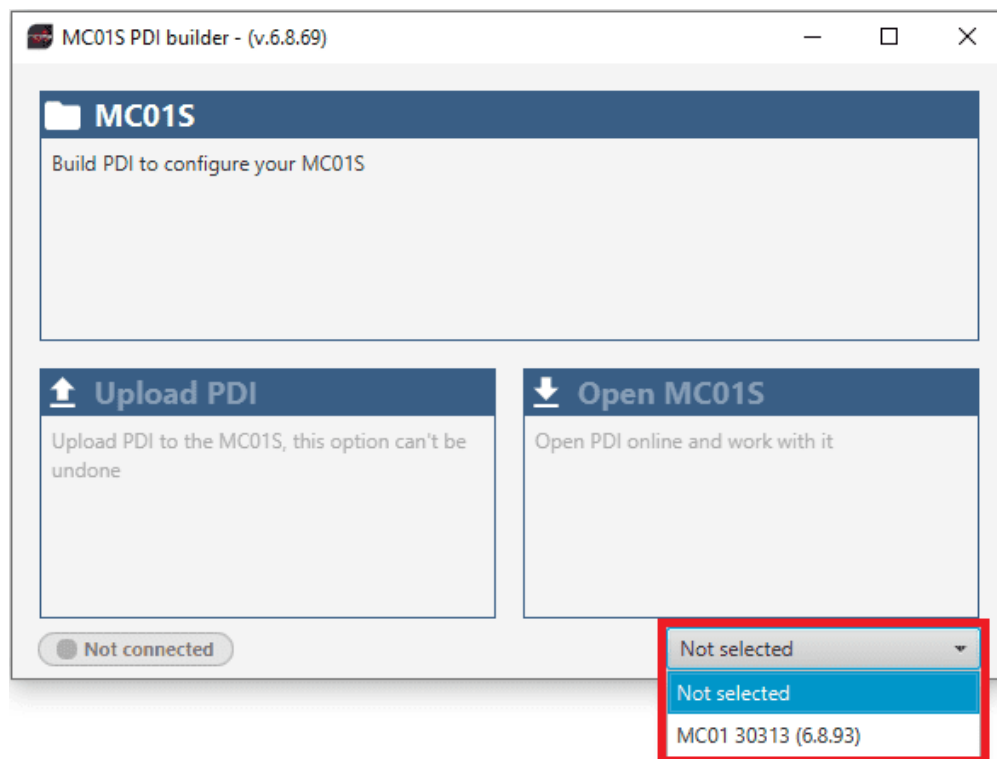 MC01S PDI builder - (v.6.8.69)
MC01S
Build PDI to configure your MC01S
Upload PDI
Upload PDI to the MC01S, this option can't be
undone
Open MC01S
Open PDI online and work with it
Not connected
Not selected
Not selected
MC01 30313 (6.8.93)